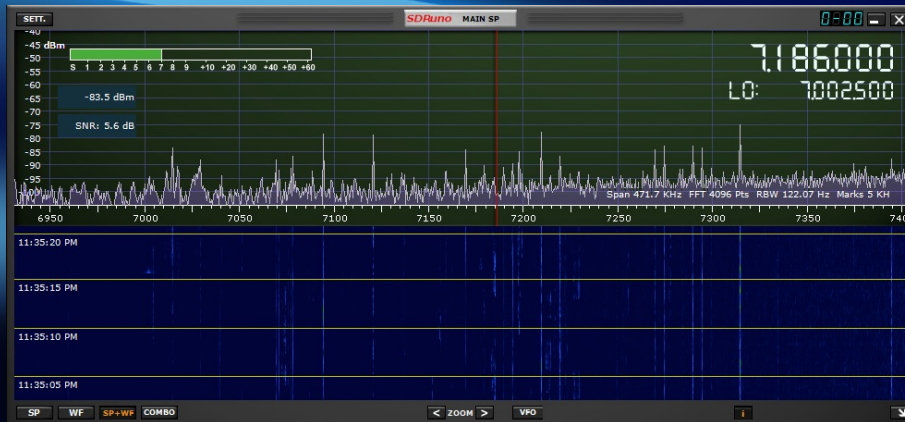 SETT.
SDRuno MAIN SP
0-00
-40
-45 dBm
-50
-55
-60
-65
-70
-75
-80
-85
-90
-95
S 1 2 3 4 5 6 7 8 9 +10 +20 +30 +40 +50 +60
-83.5 dBm
SNR: 5.6 dB
7.186.000
LO: 7.002.500
Span 471.7 KHz FFT 4096 Pts RBW 122.07 Hz Marks 5 KH
6950 7000 7050 7100 7150 7200 7250 7300 7350 740
11:35:20 PM
11:35:15 PM
11:35:10 PM
11:35:05 PM
SP WF SP+WF COMBO < ZOOM > VFO i